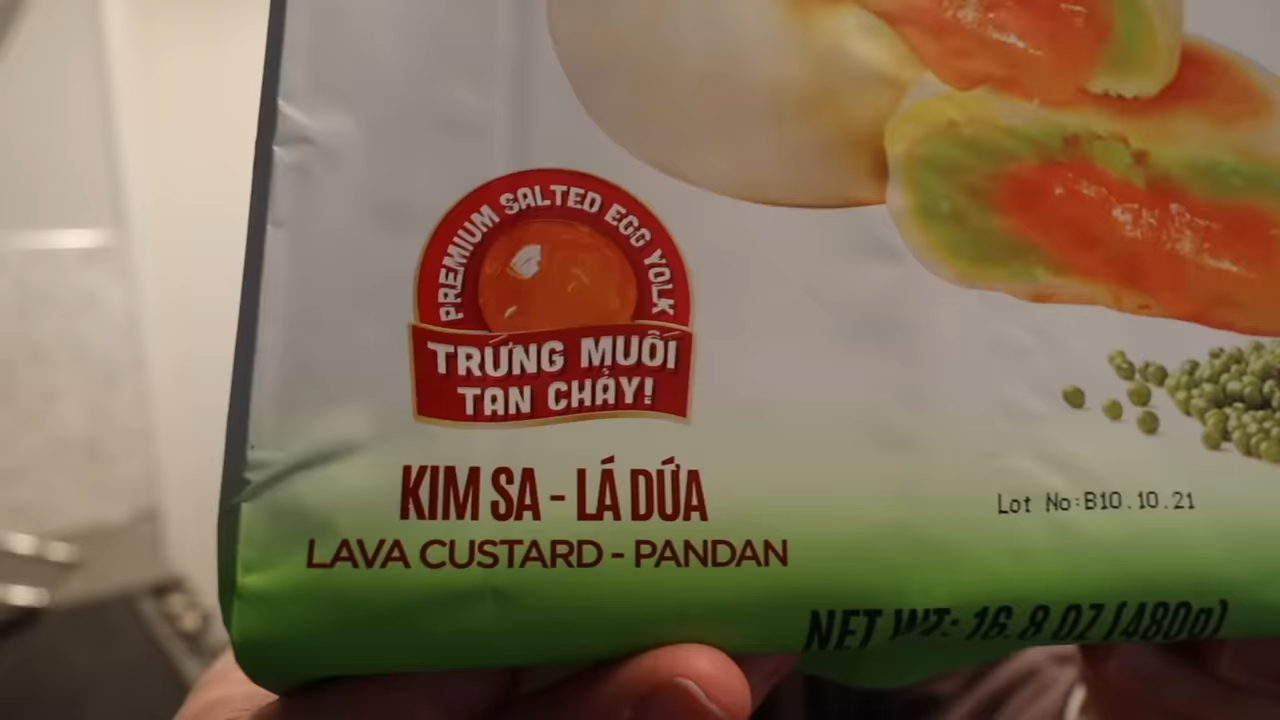 PREMIUM SALTED EGG YOLK
TRỨNG MUỐI
TAN CHẢY!
KIM SA - LÁ DỨA
LAVA CUSTARD - PANDAN
Lot No:B10.10.21
NET WT: 16.8 OZ (480g)